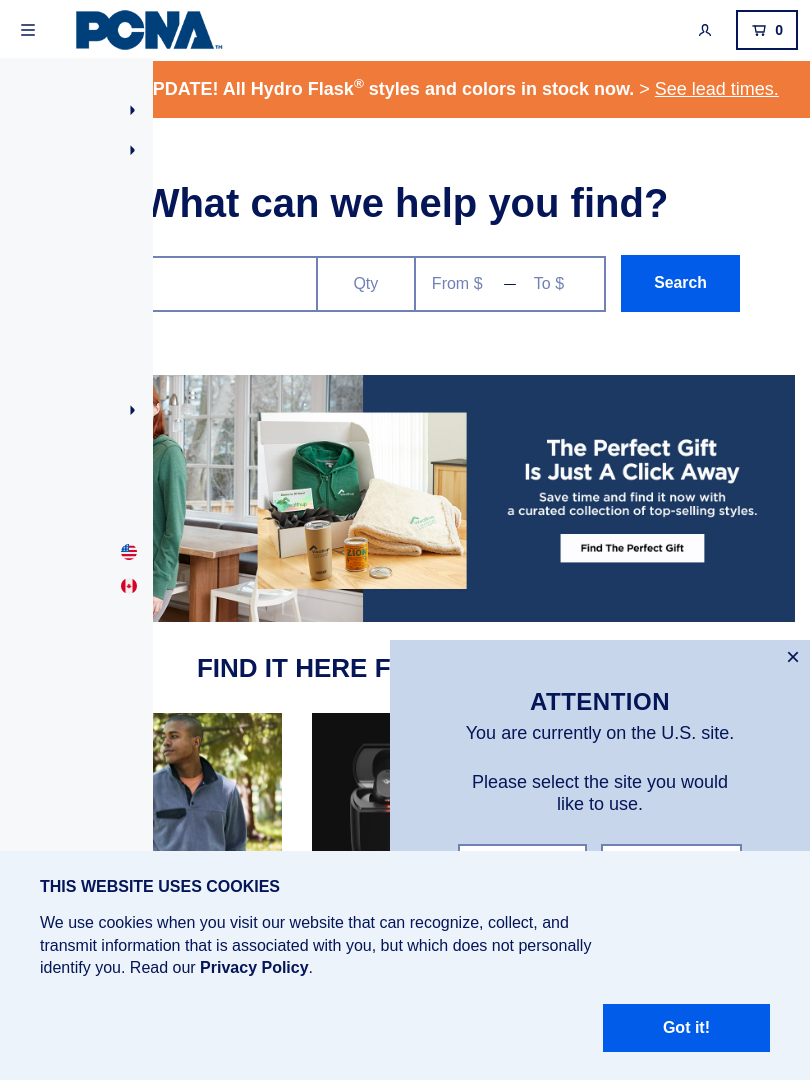 PCNA™
0
PDATE! All Hydro Flask® styles and colors in stock now. > See lead times.
What can we help you find?
Qty
From $ — To $
Search
The Perfect Gift
Is Just A Click Away
Save time and find it now with
a curated collection of top-selling styles.
Find The Perfect Gift
FIND IT HERE F
ATTENTION
You are currently on the U.S. site.
Please select the site you would
like to use.
THIS WEBSITE USES COOKIES
We use cookies when you visit our website that can recognize, collect, and
transmit information that is associated with you, but which does not personally
identify you. Read our Privacy Policy.
Got it!